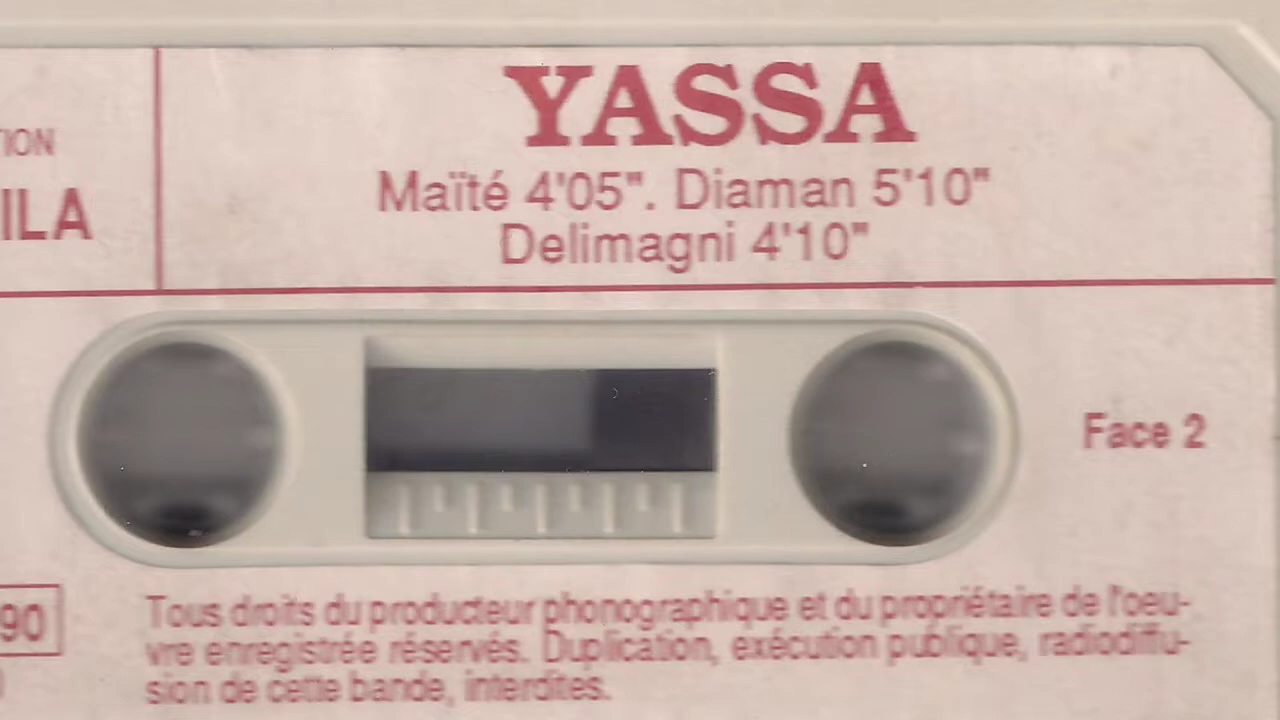 YASSA
TION
Maïté 4'05". Diaman 5'10"
ILA
Delimagni 4'10"
Face 2
90
Tous droits du producteur phonographique et du propriétaire de l'oeu-
vre enregistrée réservés. Duplication, exécution publique, radiodiffu-
sion de cette bande, interdites.